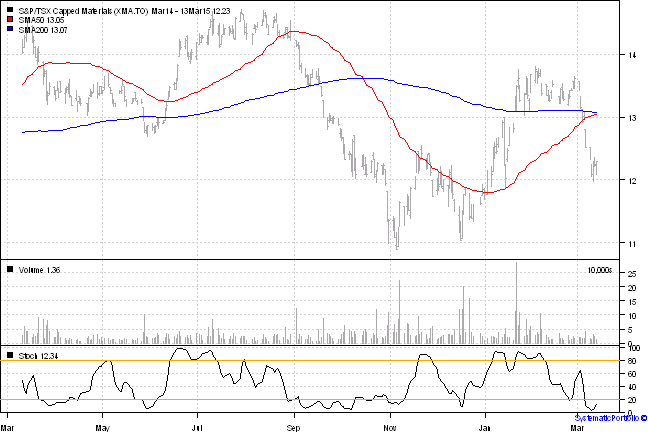 S&P/TSX Capped Materials (XMA.TO) Mar14 - 13Mar15 12.23
SMA50 13.05
SMA200 13.07
14
13
12
11
Volume 1.36
10,000s
25
20
15
10
5
0
Stoch 12.34
100
80
60
40
20
0
Mar May Jul Sep Nov Jan Mar
SystematicPortfolio ©